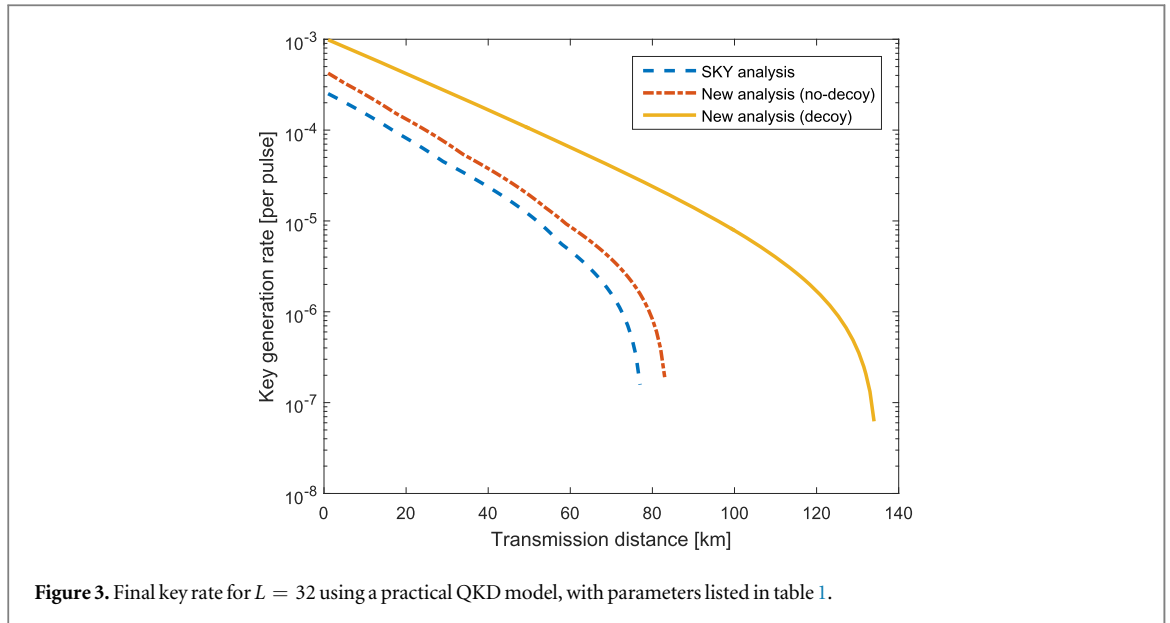 10-3
10-4
10-5
10-6
10-7
10-8
Key generation rate [per pulse]
SKY analysis
New analysis (no-decoy)
New analysis (decoy)
0 20 40 60 80 100 120 140
Transmission distance [km]
Figure 3. Final key rate for L = 32 using a practical QKD model, with parameters listed in table 1.